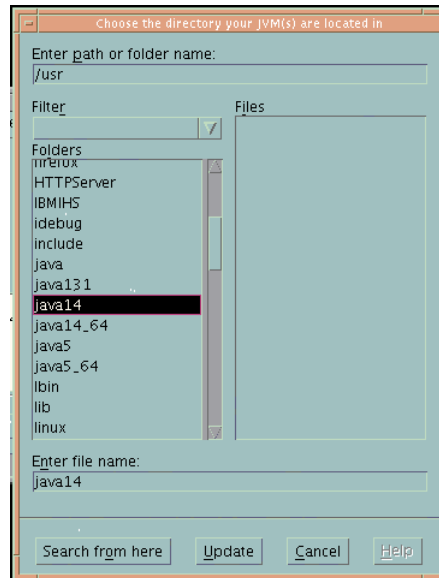 Choose the directory your JVM(s) are located in
Enter path or folder name:
/usr
Filter
Files
Folders
firefox
HTTPServer
IBMIHS
idebug
include
java
java131
java14
java14_64
java5
java5_64
lbin
lib
linux
Enter file name:
java14
Search from here
Update
Cancel
Help